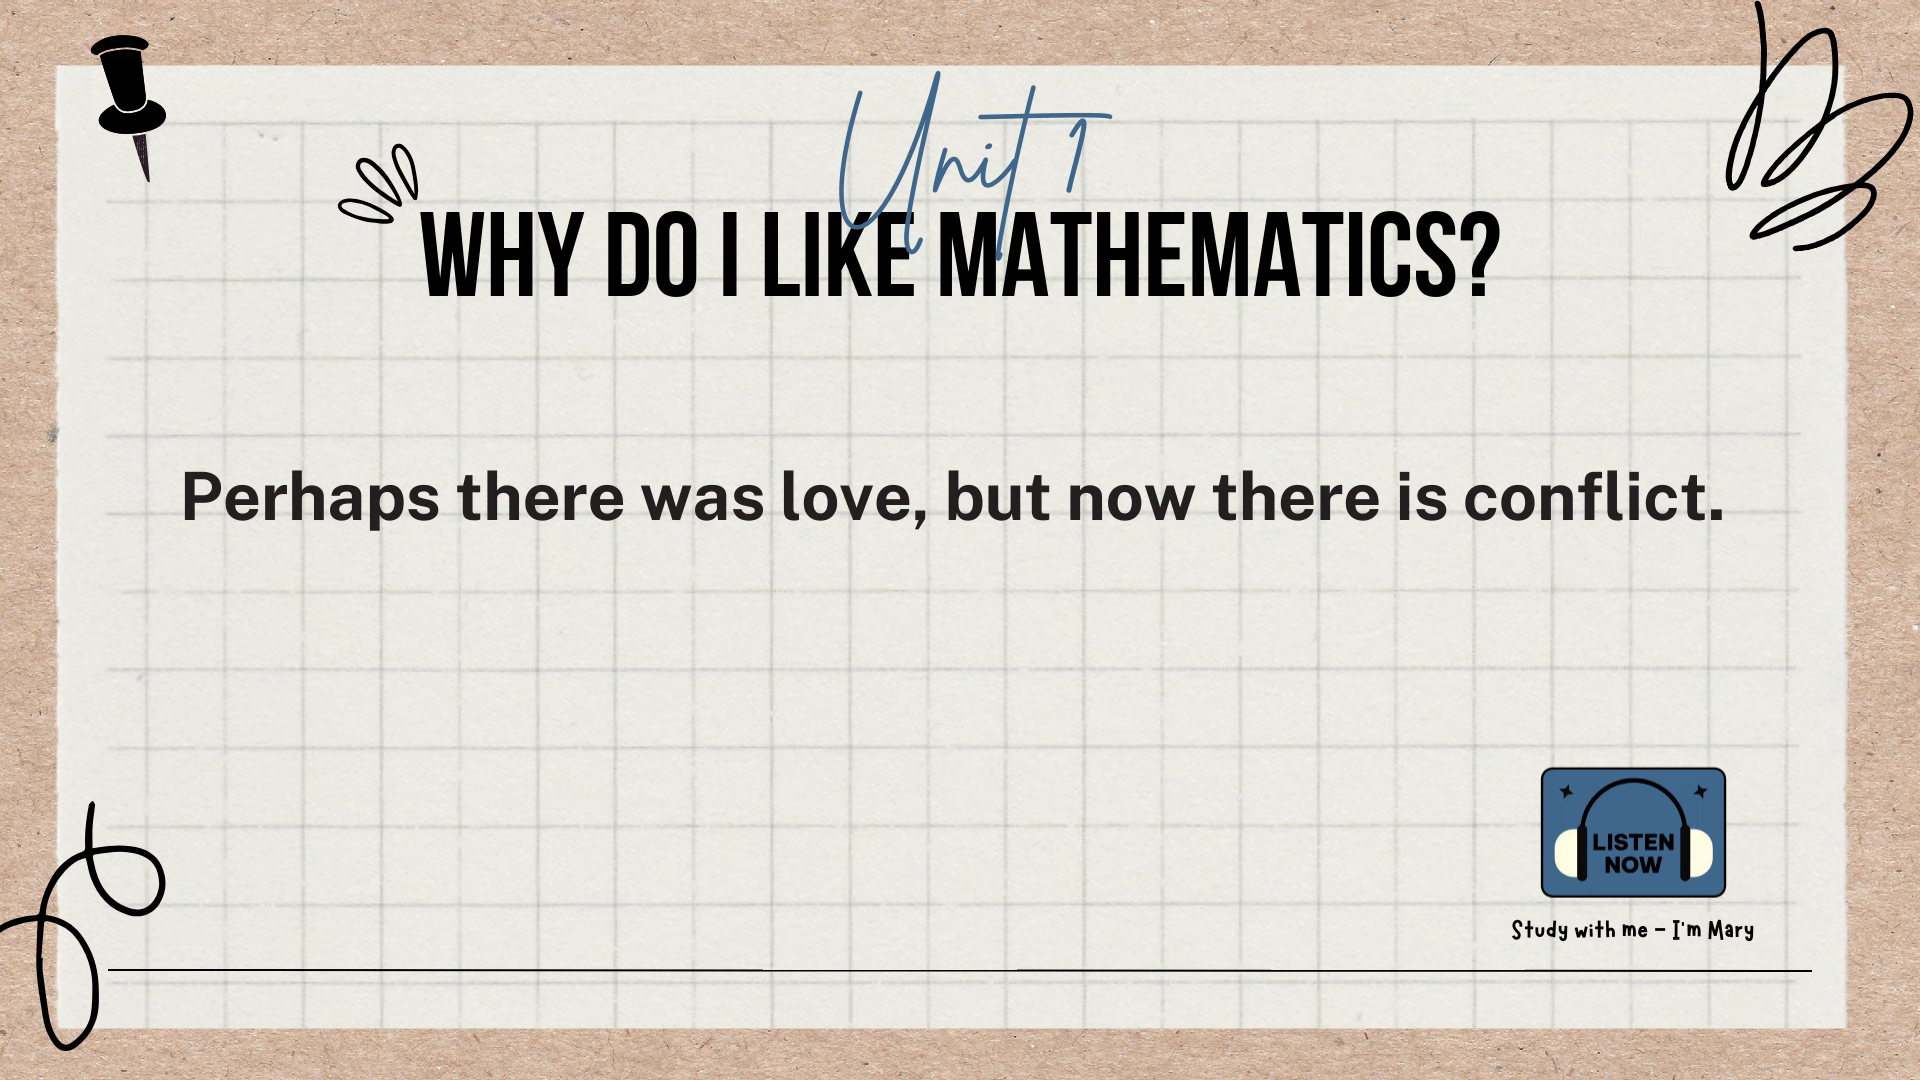 Unit 1
WHY DO I LIKE MATHEMATICS?
Perhaps there was love, but now there is conflict.
LISTEN
NOW
Study with me - I'm Mary